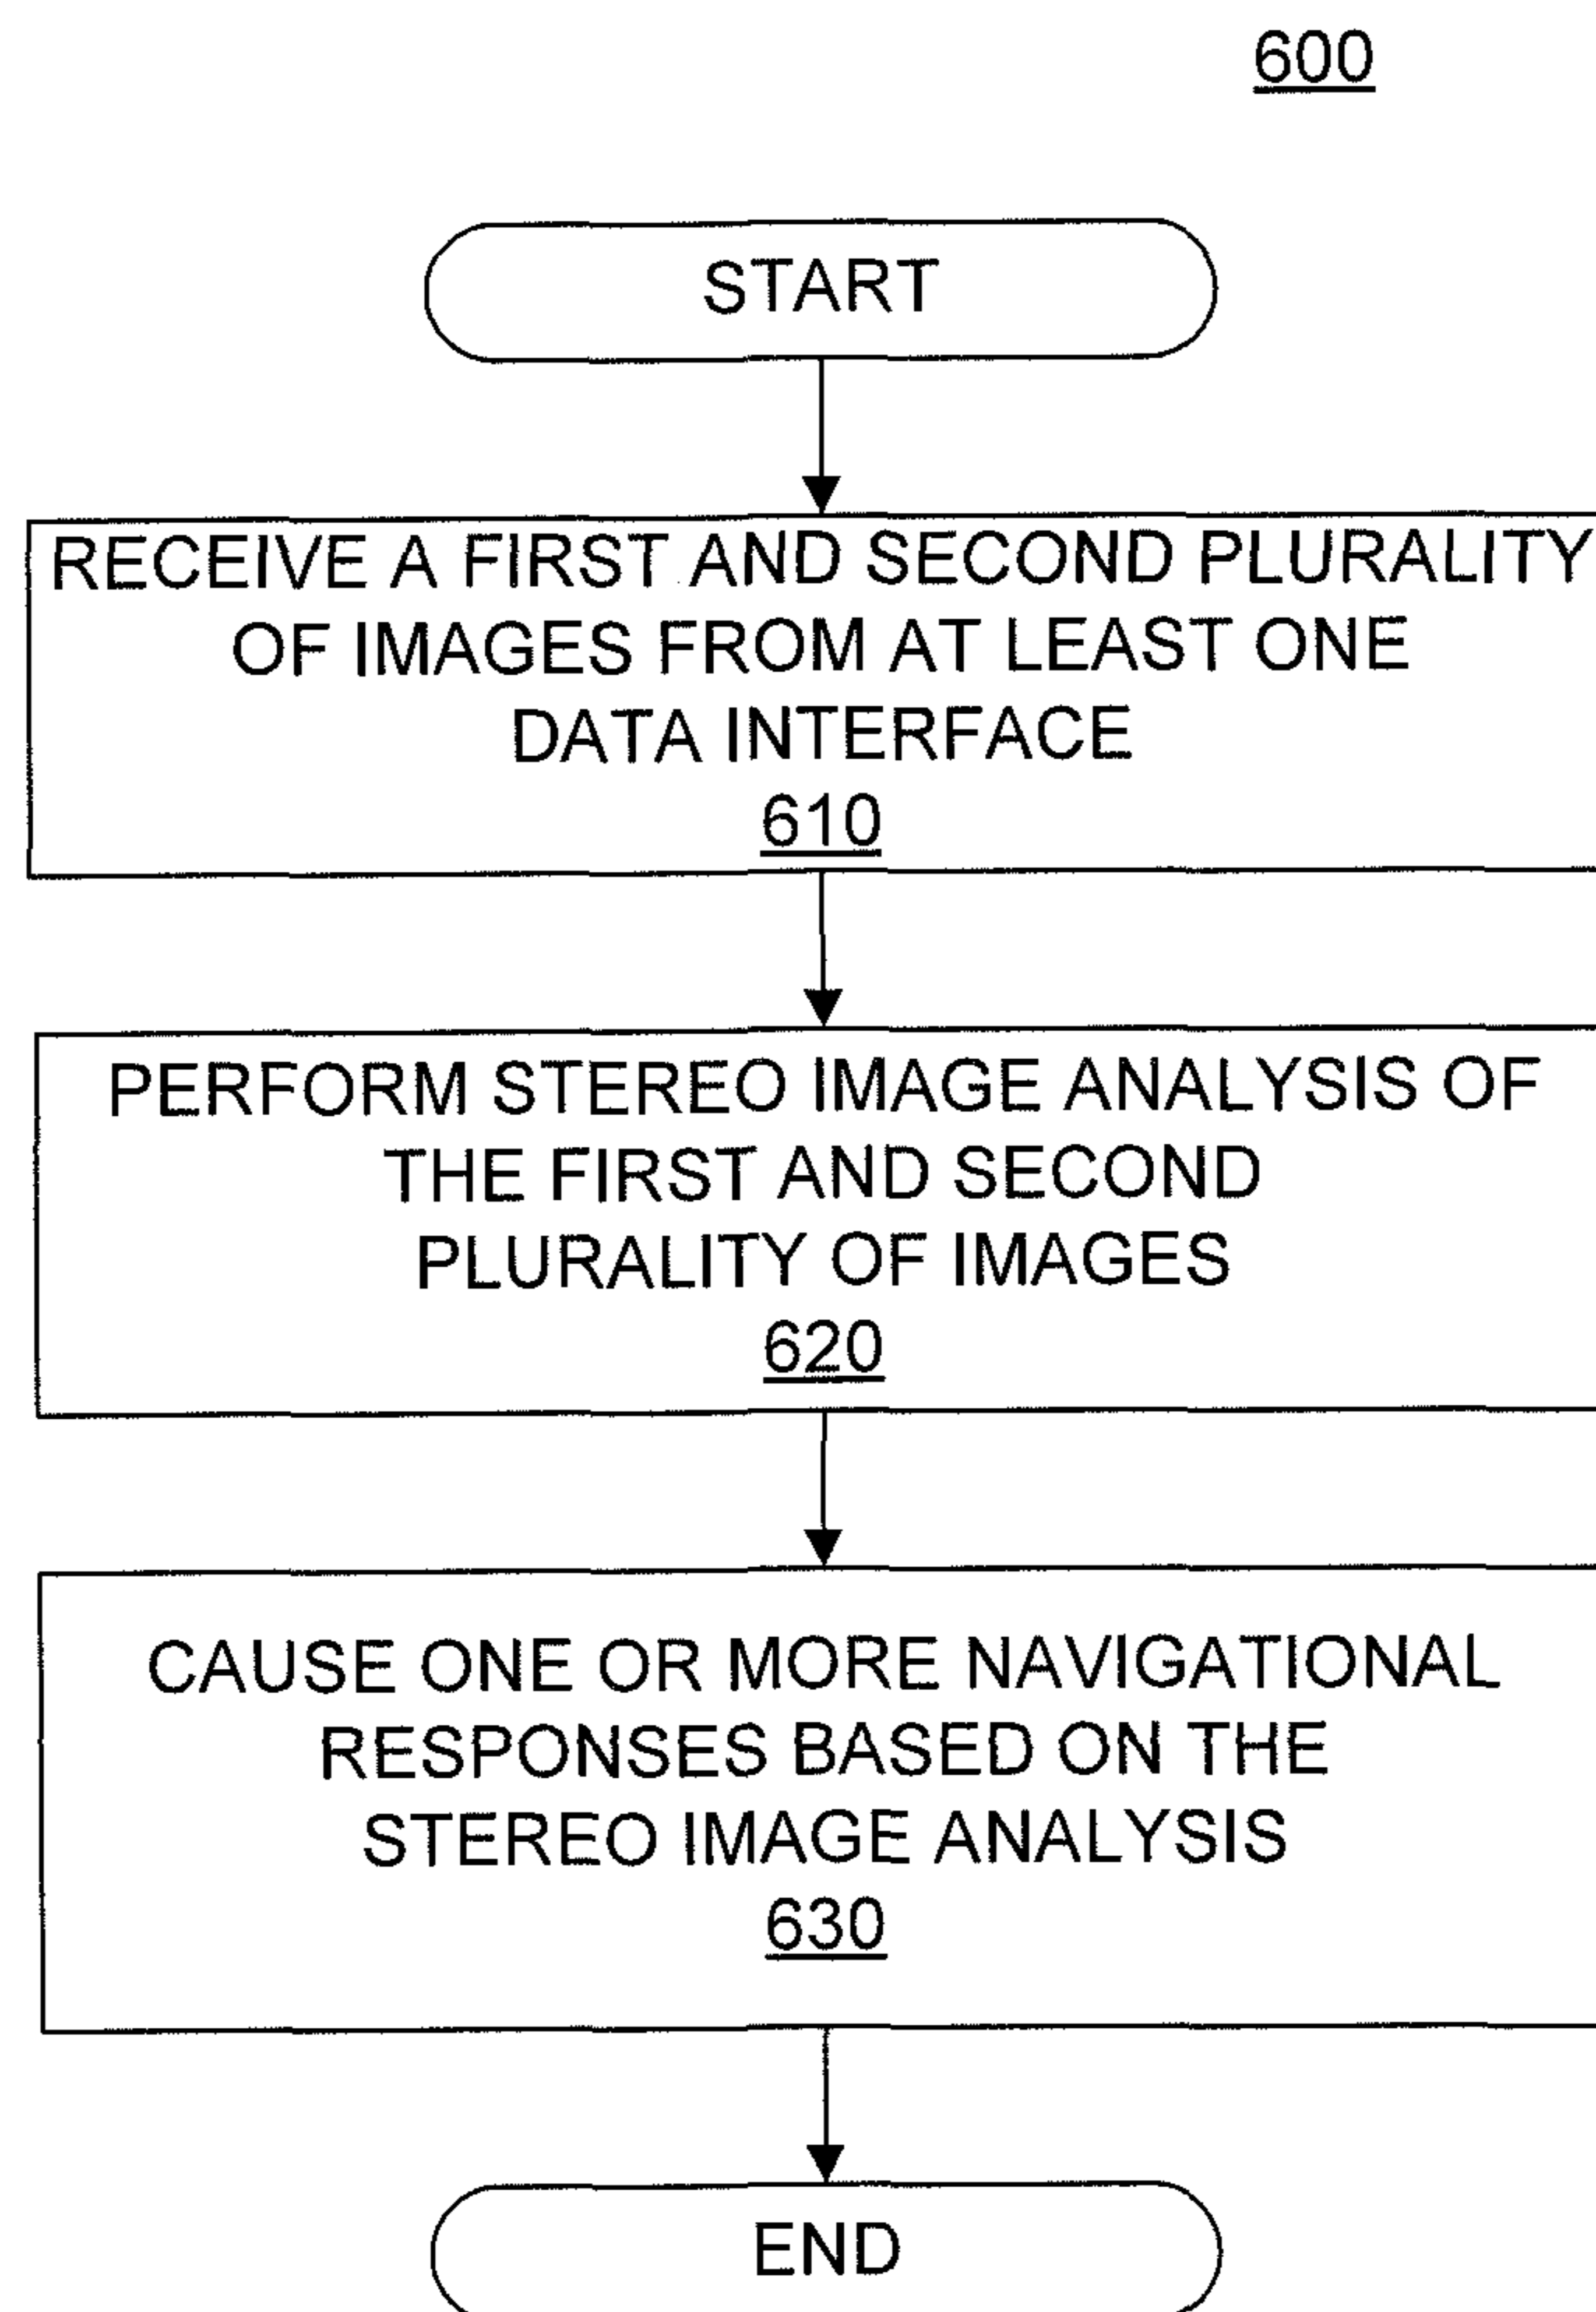 600
START
RECEIVE A FIRST AND SECOND PLURALITY
OF IMAGES FROM AT LEAST ONE
DATA INTERFACE
610
PERFORM STEREO IMAGE ANALYSIS OF
THE FIRST AND SECOND
PLURALITY OF IMAGES
620
CAUSE ONE OR MORE NAVIGATIONAL
RESPONSES BASED ON THE
STEREO IMAGE ANALYSIS
630
END